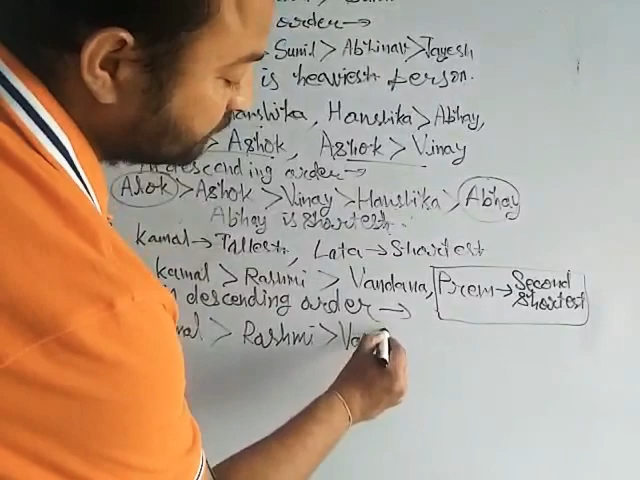 order→
Sunil > Abhinav > Jayesh
is heaviest person.
Hanshika > Abhay,
> Ashok, Ashok > Vinay
descending order→
Alok > Ashok > Vinay > Hanshika > Abhay
Abhay is shortest.
Kamal → Tallest, Lata → Shortest
Kamal > Rashmi > Vandana, Prem → Second Shortest
in descending order →
> Rashmi > Va